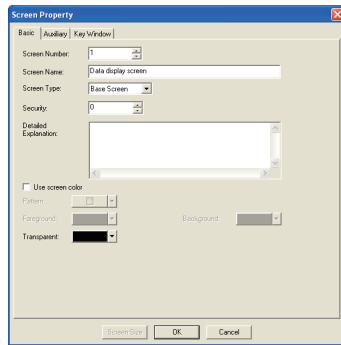 Screen Property
Basic Auxiliary Key Window
Screen Number: 1
Screen Name: Data display screen
Screen Type: Base Screen
Security: 0
Detailed
Explanation:
Use screen color
Pattern:
Foreground: Background:
Transparent:
Screen Size OK Cancel